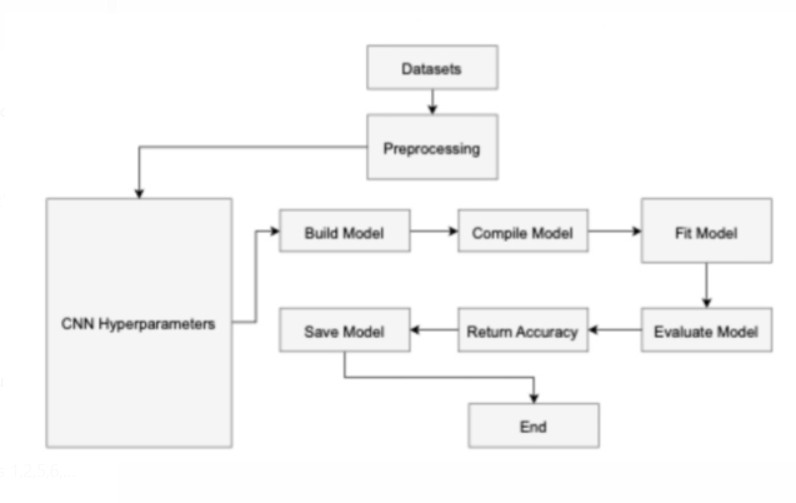 Datasets
Preprocessing
CNN Hyperparameters
Build Model
Compile Model
Fit Model
Evaluate Model
Return Accuracy
Save Model
End